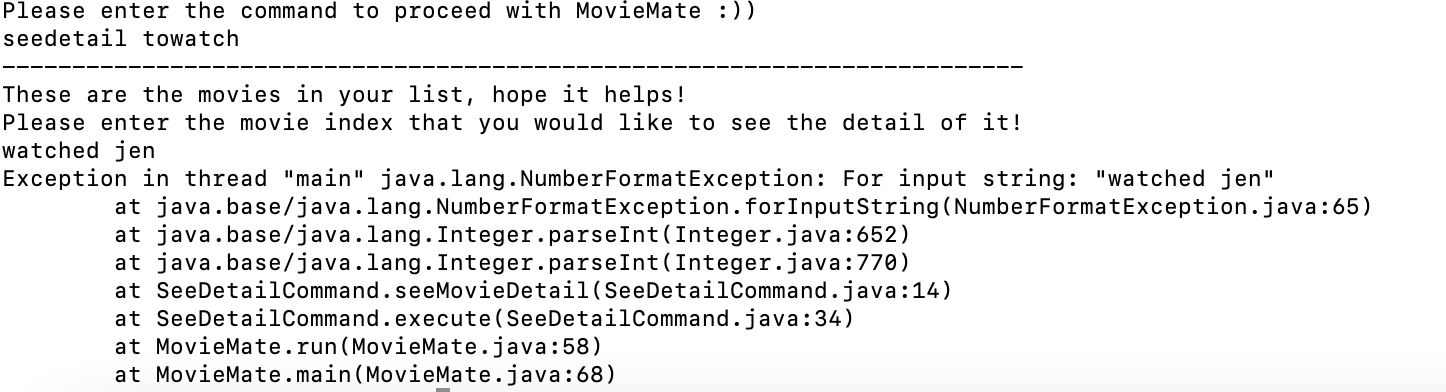 Please enter the command to proceed with MovieMate :))
seedetail towatch
-------------------------------------------------------------------------
These are the movies in your list, hope it helps!
Please enter the movie index that you would like to see the detail of it!
watched jen
Exception in thread "main" java.lang.NumberFormatException: For input string: "watched jen"
        at java.base/java.lang.NumberFormatException.forInputString(NumberFormatException.java:65)
        at java.base/java.lang.Integer.parseInt(Integer.java:652)
        at java.base/java.lang.Integer.parseInt(Integer.java:770)
        at SeeDetailCommand.seeMovieDetail(SeeDetailCommand.java:14)
        at SeeDetailCommand.execute(SeeDetailCommand.java:34)
        at MovieMate.run(MovieMate.java:58)
        at MovieMate.main(MovieMate.java:68)